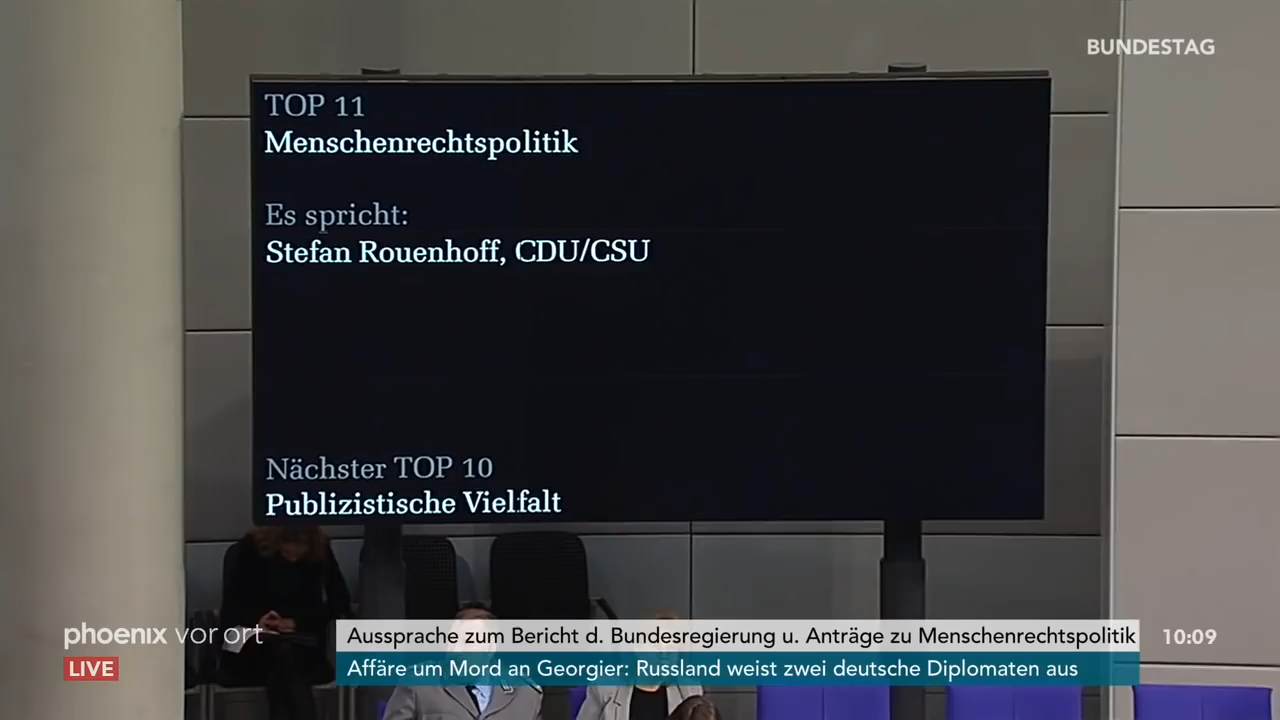 BUNDESTAG
TOP 11
Menschenrechtspolitik
Es spricht:
Stefan Rouenhoff, CDU/CSU
Nächster TOP 10
Publizistische Vielfalt
phoenix vor ort
LIVE
Aussprache zum Bericht d. Bundesregierung u. Anträge zu Menschenrechtspolitik
10:09
Affäre um Mord an Georgier: Russland weist zwei deutsche Diplomaten aus